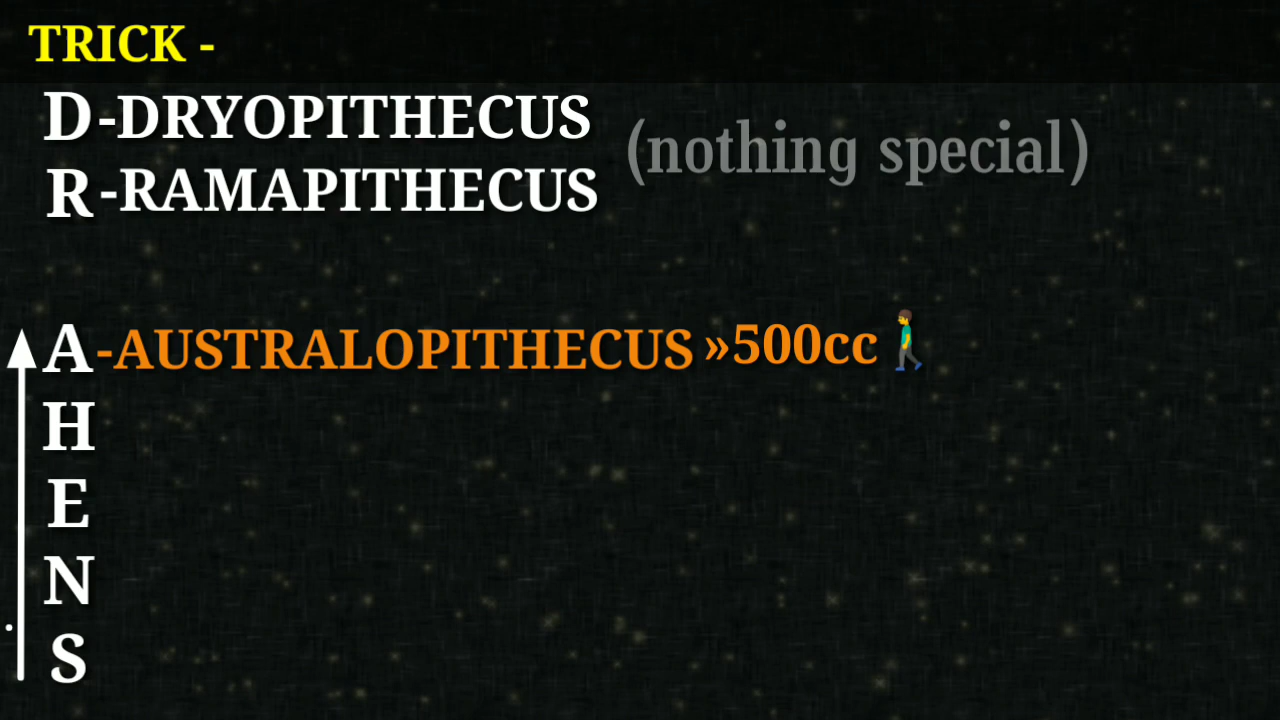 TRICK -
D-DRYOPITHECUS
(nothing special)
R-RAMAPITHECUS
A-AUSTRALOPITHECUS »500cc
H
E
N
S